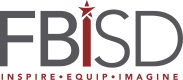 FBISD
INSPIRE • EQUIP • IMAGINE